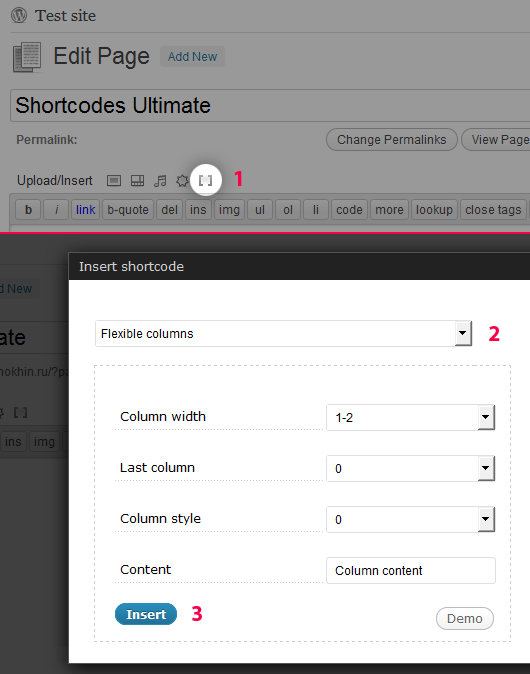 Test site
Edit Page Add New
Shortcodes Ultimate
Permalink: Change Permalinks View Page
Upload/Insert 1
b i link b-quote del ins img ul ol li code more lookup close tags
Insert shortcode
d New
Flexible columns 2
ate
nokhin.ru/?pa
Column width 1-2
ins img
Last column 0
Column style 0
Content Column content
Insert 3
Demo